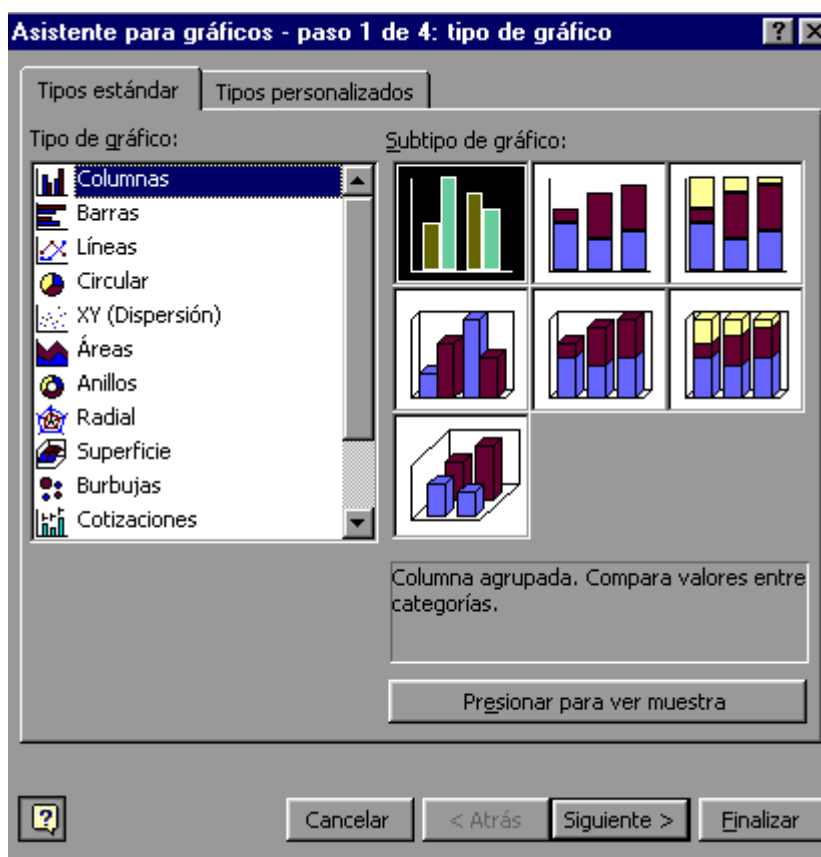 Asistente para gráficos - paso 1 de 4: tipo de gráfico
Tipos estándar
Tipos personalizados
Tipo de gráfico:
Columnas
Barras
Líneas
Circular
XY (Dispersión)
Áreas
Anillos
Radial
Superficie
Burbujas
Cotizaciones
Subtipo de gráfico:
Columna agrupada. Compara valores entre
categorías.
Presionar para ver muestra
Cancelar
< Atrás
Siguiente >
Finalizar